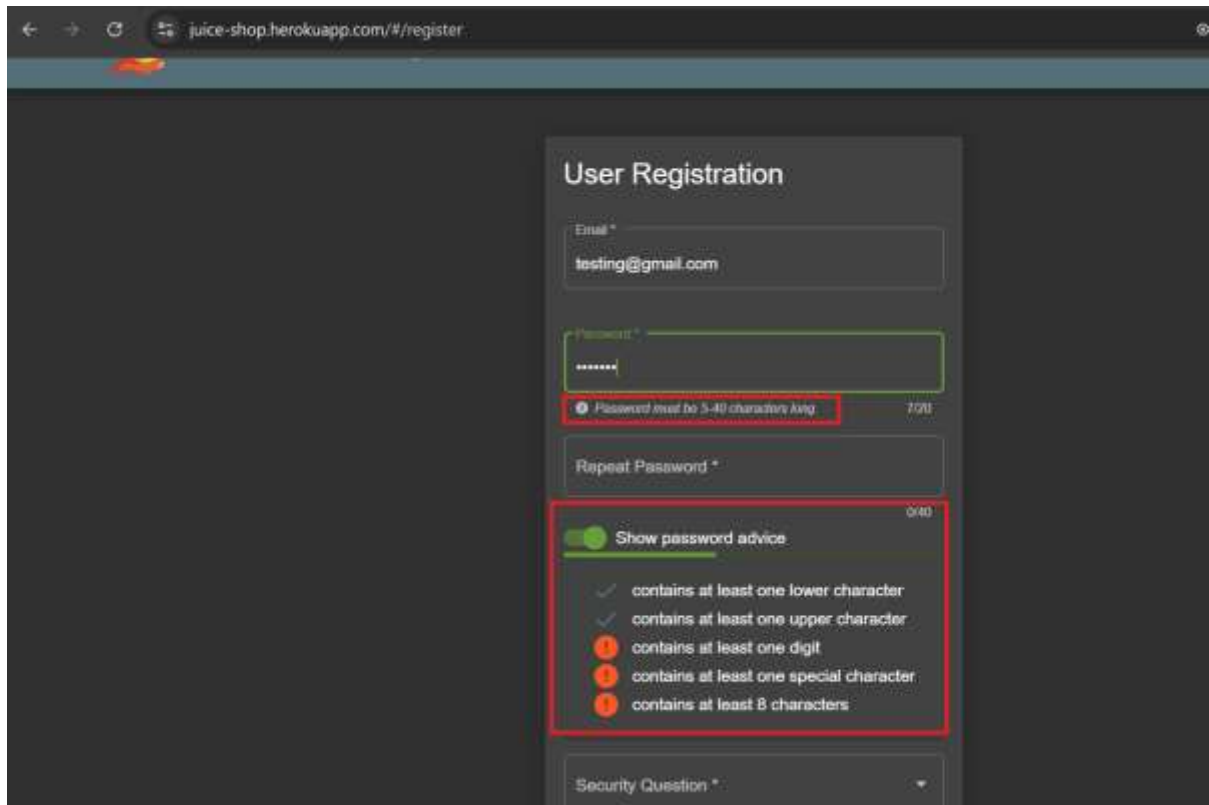 juice-shop.herokuapp.com/#/register
User Registration
Email *
testing@gmail.com
Password *
•••••••
Password must be 5-40 characters long. 7/20
Repeat Password *
0/40
Show password advice
contains at least one lower character
contains at least one upper character
contains at least one digit
contains at least one special character
contains at least 8 characters
Security Question *